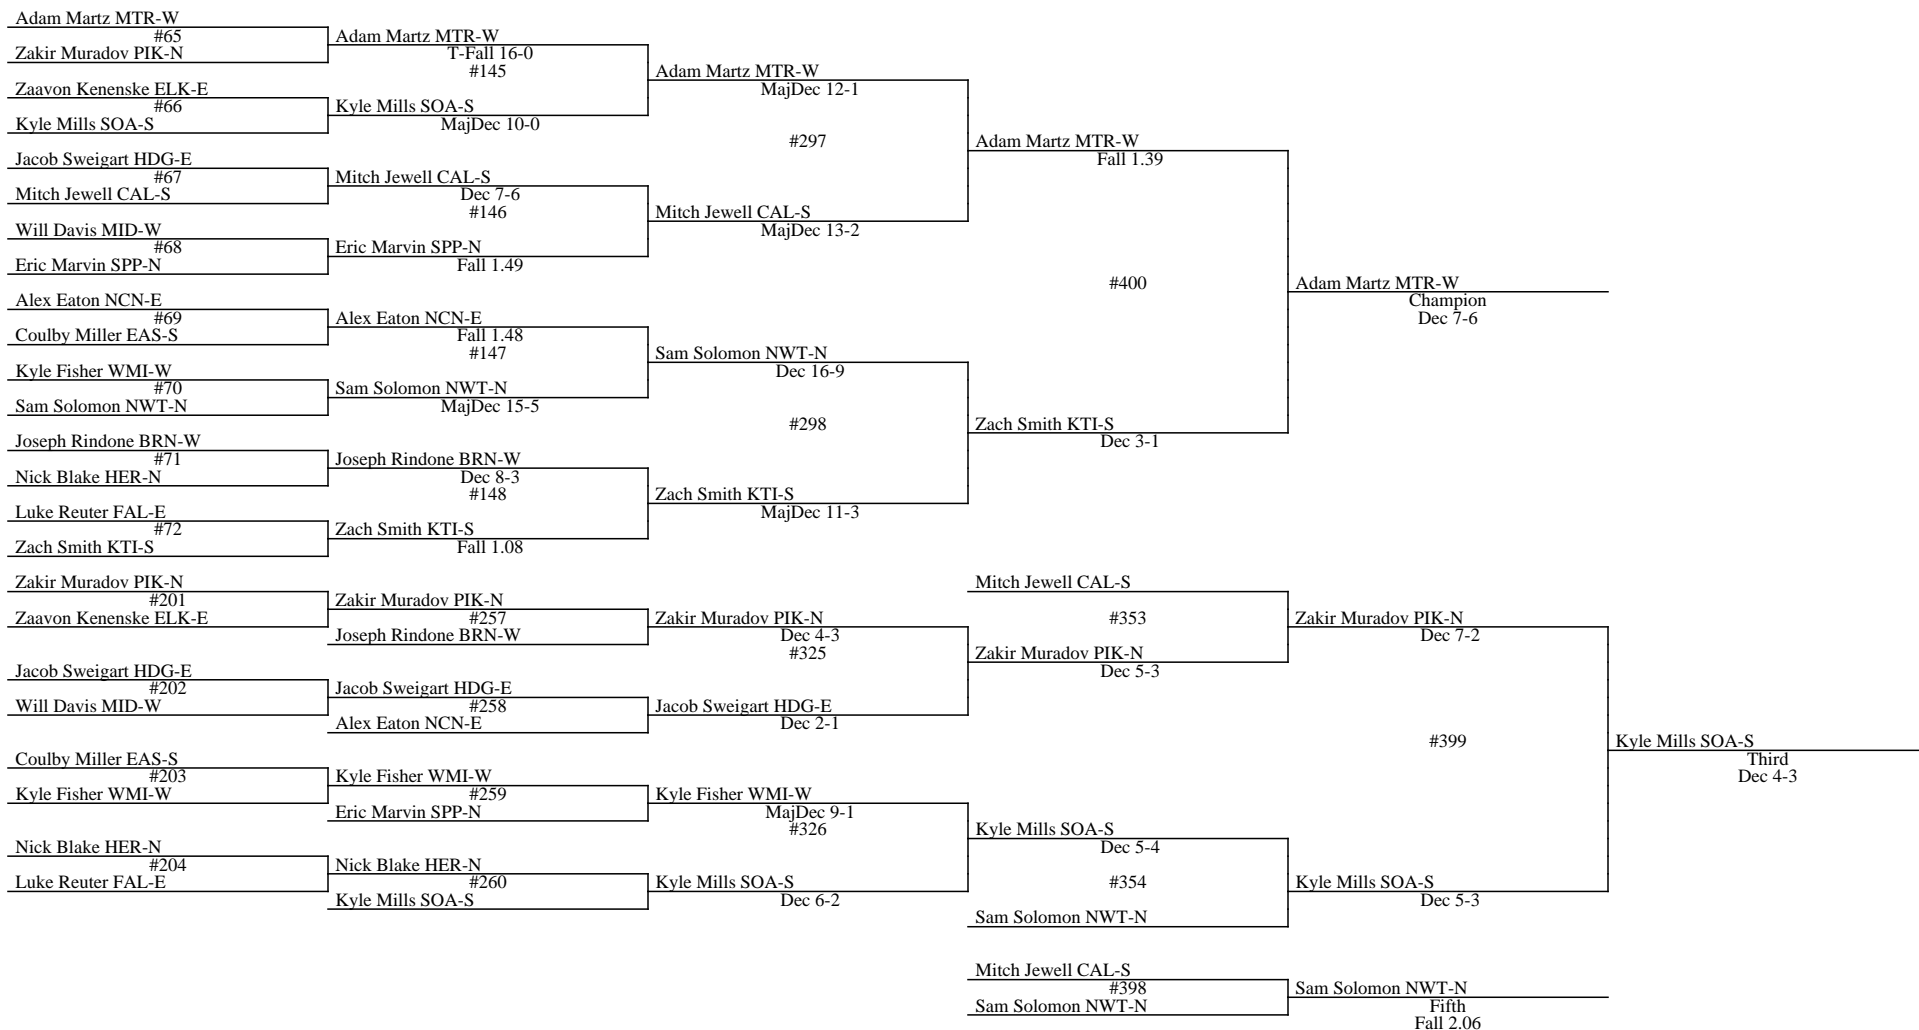 Adam Martz MTR-W
#65
Zakir Muradov PIK-N
Zaavon Kenenske ELK-E
#66
Kyle Mills SOA-S
Jacob Sweigart HDG-E
#67
Mitch Jewell CAL-S
Will Davis MID-W
#68
Eric Marvin SPP-N
Alex Eaton NCN-E
#69
Coulby Miller EAS-S
Kyle Fisher WMI-W
#70
Sam Solomon NWT-N
Joseph Rindone BRN-W
#71
Nick Blake HER-N
Luke Reuter FAL-E
#72
Zach Smith KTI-S
Adam Martz MTR-W
T-Fall 16-0
#145
Kyle Mills SOA-S
MajDec 10-0
Mitch Jewell CAL-S
Dec 7-6
#146
Eric Marvin SPP-N
Fall 1.49
Alex Eaton NCN-E
Fall 1.48
#147
Sam Solomon NWT-N
MajDec 15-5
Joseph Rindone BRN-W
Dec 8-3
#148
Zach Smith KTI-S
Fall 1.08
Adam Martz MTR-W
MajDec 12-1
#297
Mitch Jewell CAL-S
MajDec 13-2
Sam Solomon NWT-N
Dec 16-9
#298
Zach Smith KTI-S
MajDec 11-3
Adam Martz MTR-W
Fall 1.39
#400
Zach Smith KTI-S
Dec 3-1
Adam Martz MTR-W
Champion
Dec 7-6
Zakir Muradov PIK-N
#201
Zaavon Kenenske ELK-E
Jacob Sweigart HDG-E
#202
Will Davis MID-W
Coulby Miller EAS-S
#203
Kyle Fisher WMI-W
Nick Blake HER-N
#204
Luke Reuter FAL-E
Zakir Muradov PIK-N
#257
Joseph Rindone BRN-W
Jacob Sweigart HDG-E
#258
Alex Eaton NCN-E
Kyle Fisher WMI-W
#259
Eric Marvin SPP-N
Nick Blake HER-N
#260
Kyle Mills SOA-S
Zakir Muradov PIK-N
Dec 4-3
#325
Jacob Sweigart HDG-E
Dec 2-1
Kyle Fisher WMI-W
MajDec 9-1
#326
Kyle Mills SOA-S
Dec 6-2
Mitch Jewell CAL-S
#353
Zakir Muradov PIK-N
Dec 5-3
Kyle Mills SOA-S
Dec 5-4
#354
Sam Solomon NWT-N
Zakir Muradov PIK-N
Dec 7-2
#399
Kyle Mills SOA-S
Dec 5-3
Kyle Mills SOA-S
Third
Dec 4-3
Mitch Jewell CAL-S
#398
Sam Solomon NWT-N
Sam Solomon NWT-N
Fifth
Fall 2.06